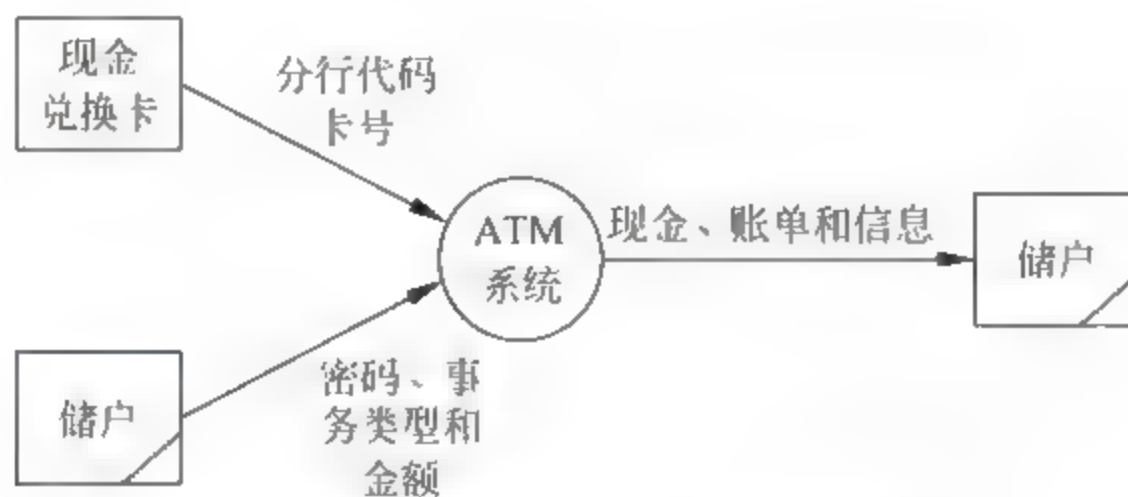 现金
兑换卡
分行代码
卡号
ATM
系统
现金、账单和信息
储户
储户
密码、事
务类型和
金额